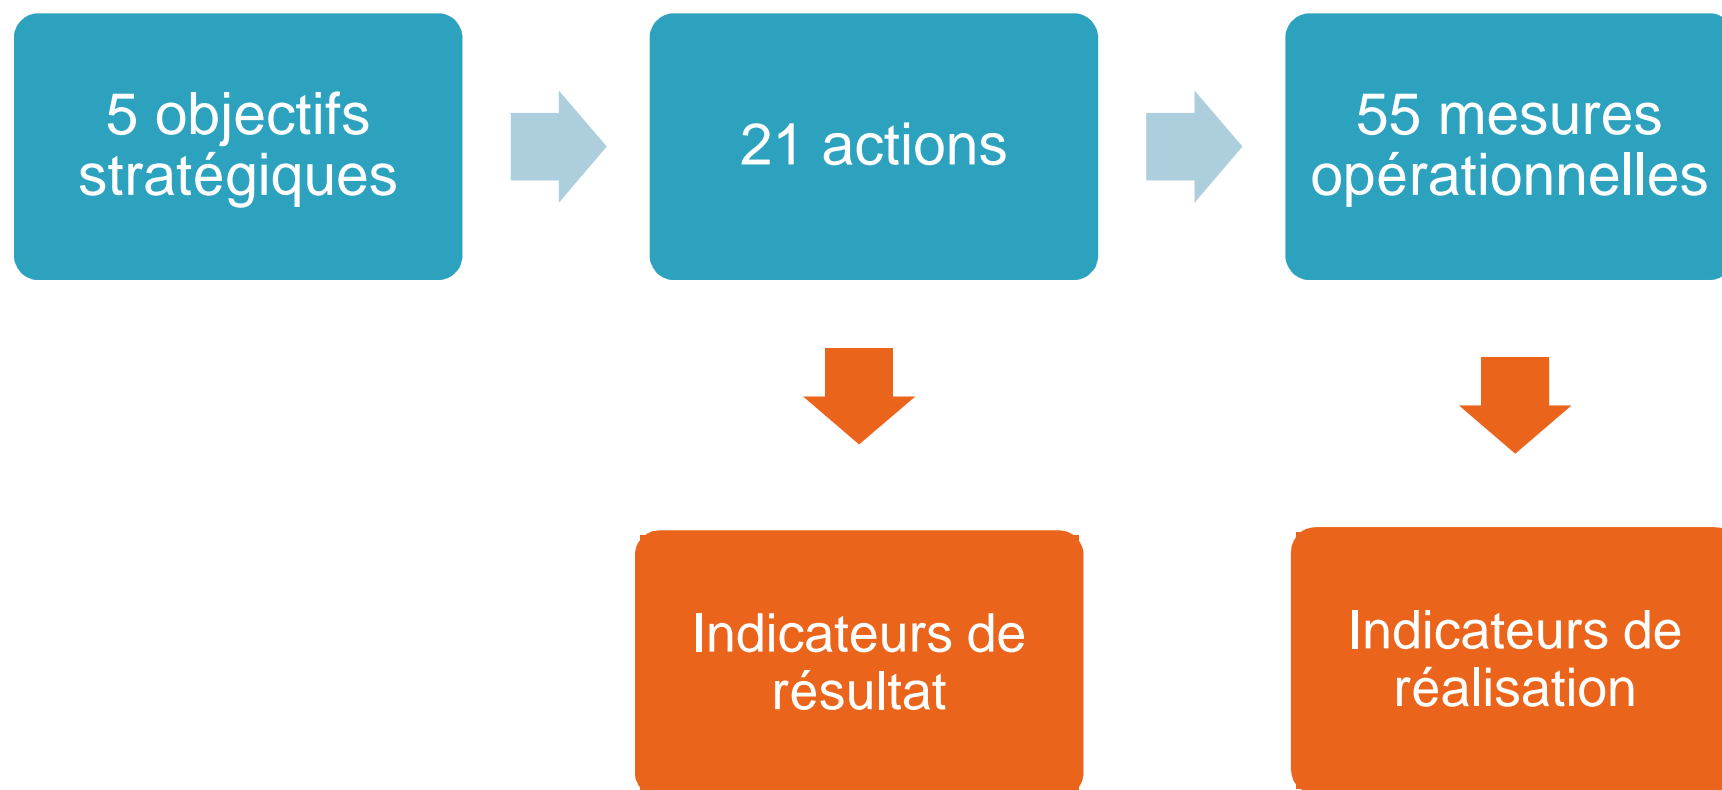 5 objectifs
stratégiques
21 actions
55 mesures
opérationnelles
Indicateurs de
résultat
Indicateurs de
réalisation